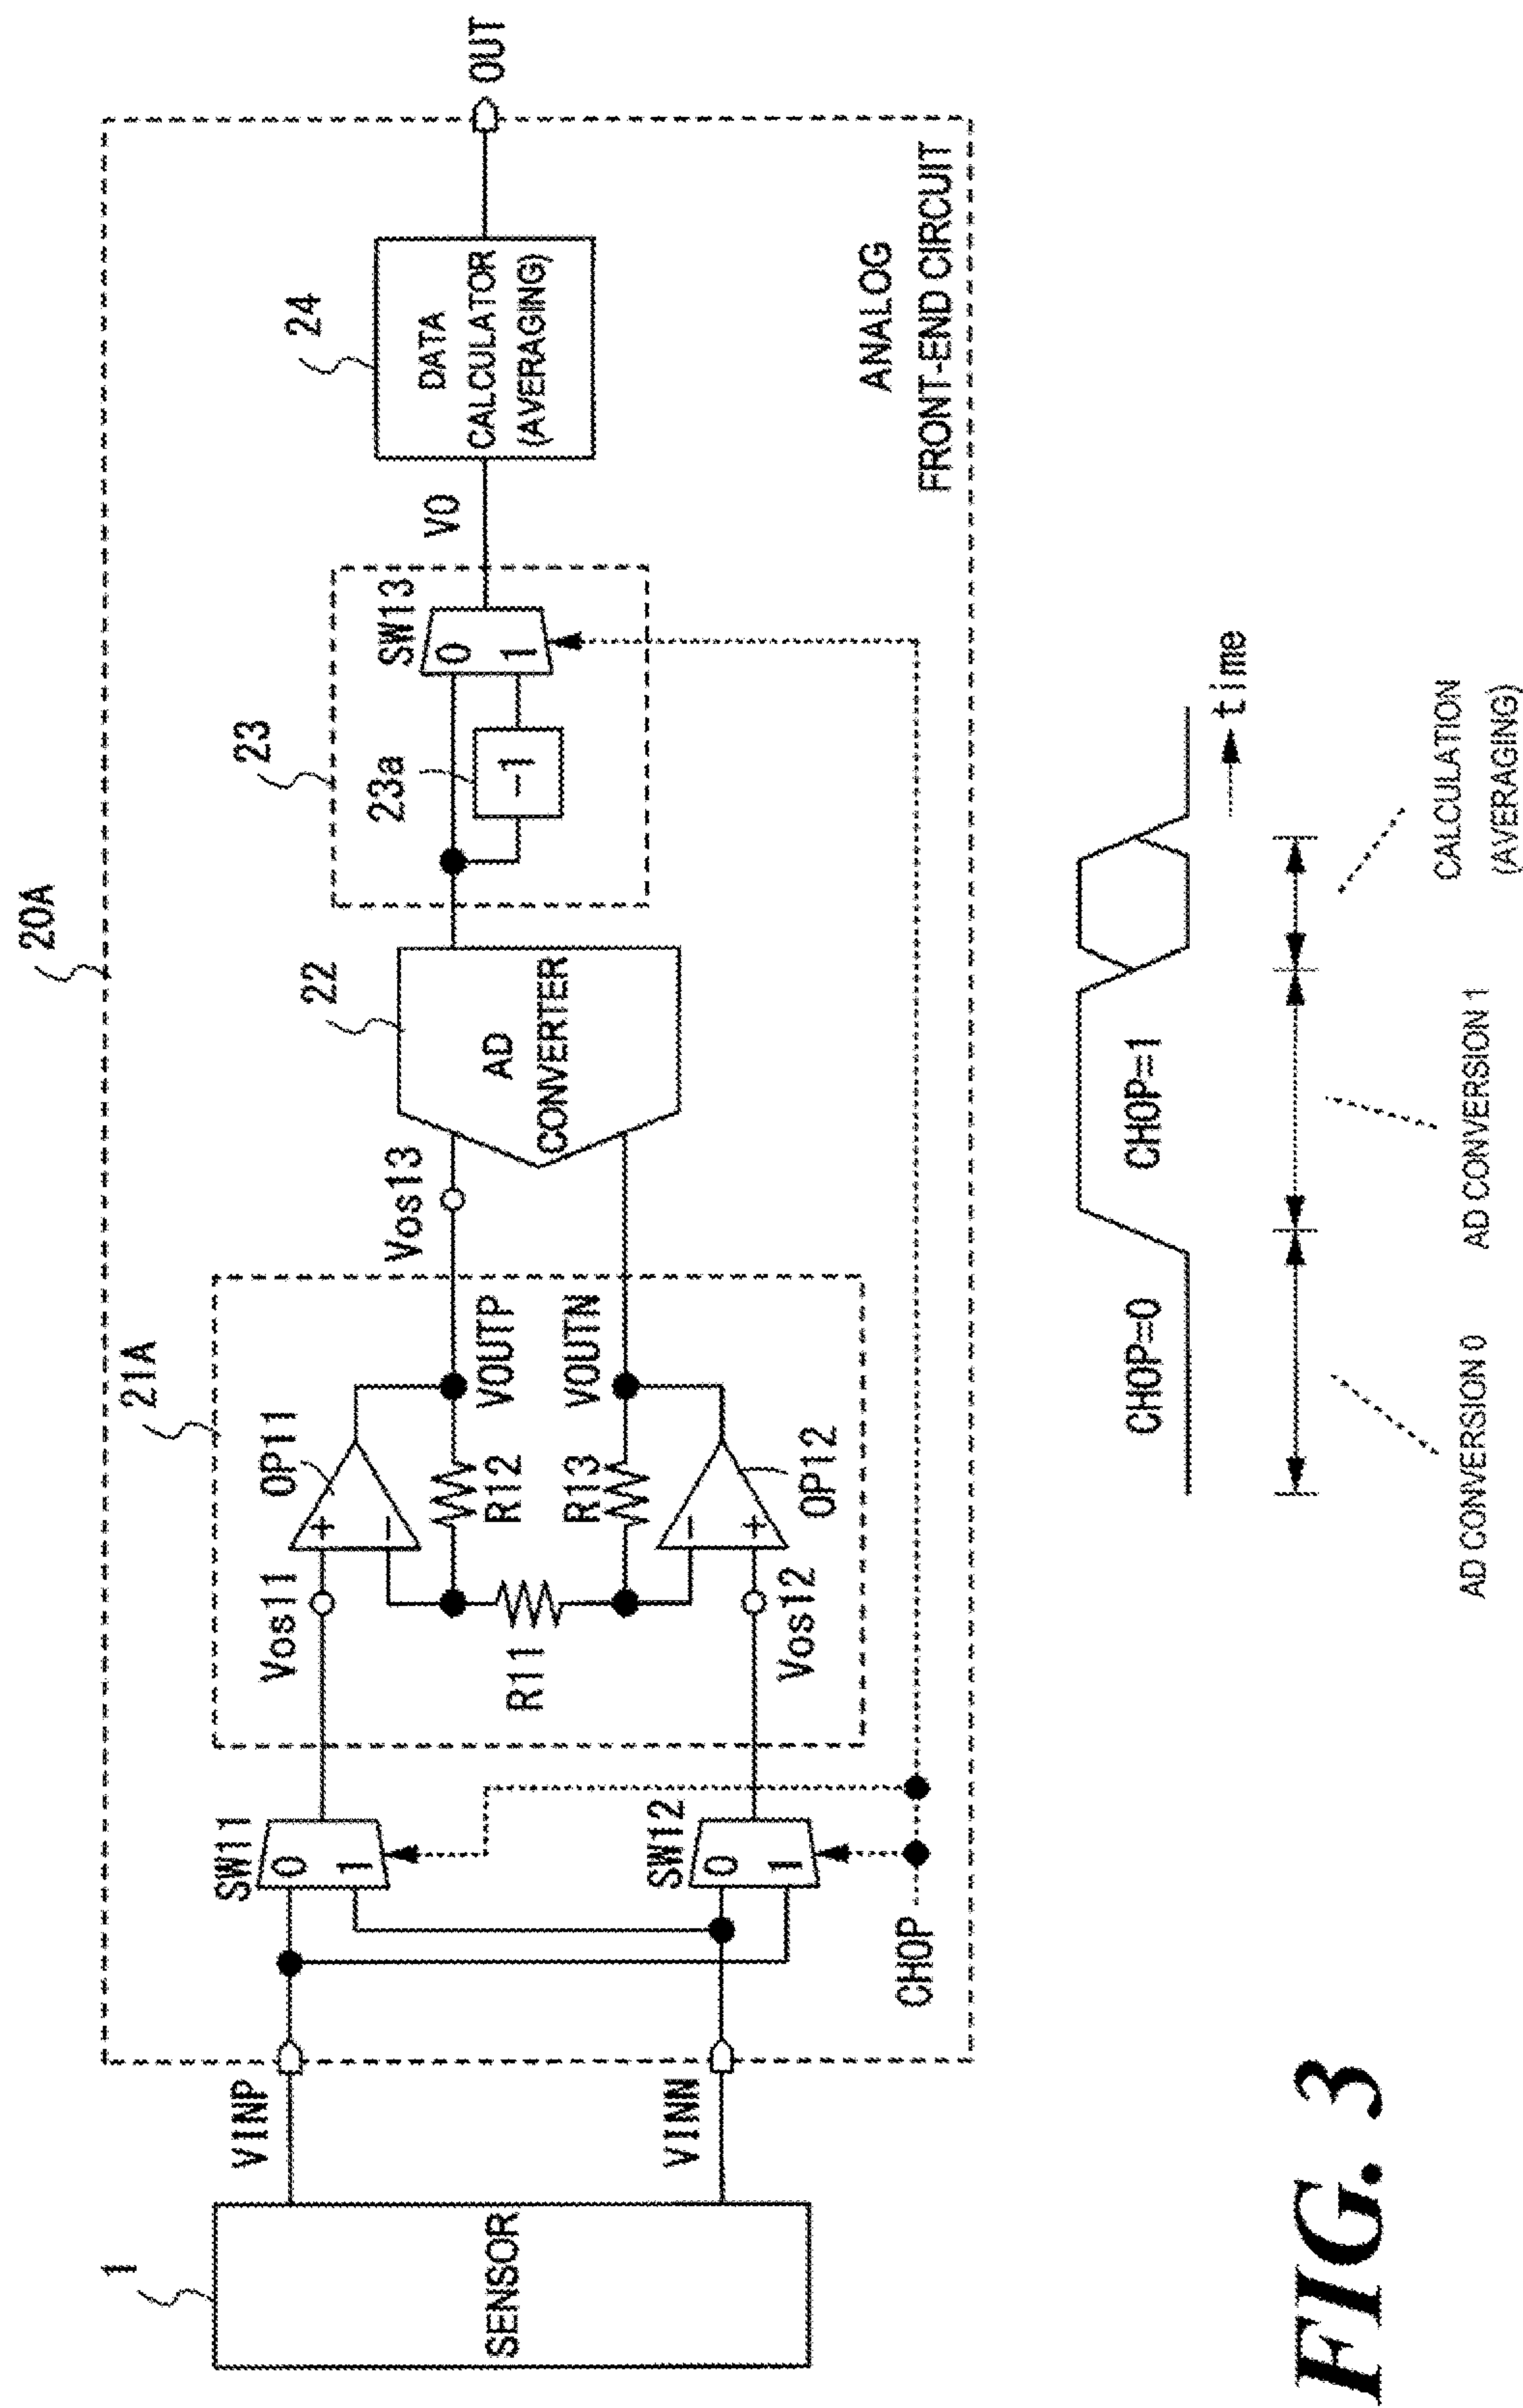 20A
1
SENSOR
VINP
VINN
SW11
0
1
SW12
0
1
CHOP
21A
Vos11
OP11
+
−
R11
R12
R13
−
+
Vos12
OP12
VOUTP
VOUTN
Vos13
22
AD
CONVERTER
23
23a
-1
SW13
0
1
VO
24
DATA
CALCULATOR
(AVERAGING)
OUT
ANALOG
FRONT-END CIRCUIT
CHOP=0
CHOP=1
time
AD CONVERSION 0
AD CONVERSION 1
CALCULATION
(AVERAGING)
FIG. 3